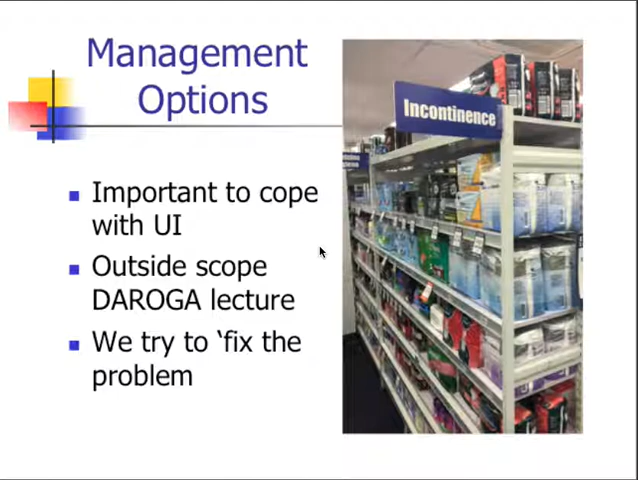 Management
Options
Important to cope
with UI
Outside scope
DAROGA lecture
We try to ‘fix the
problem
Incontinence